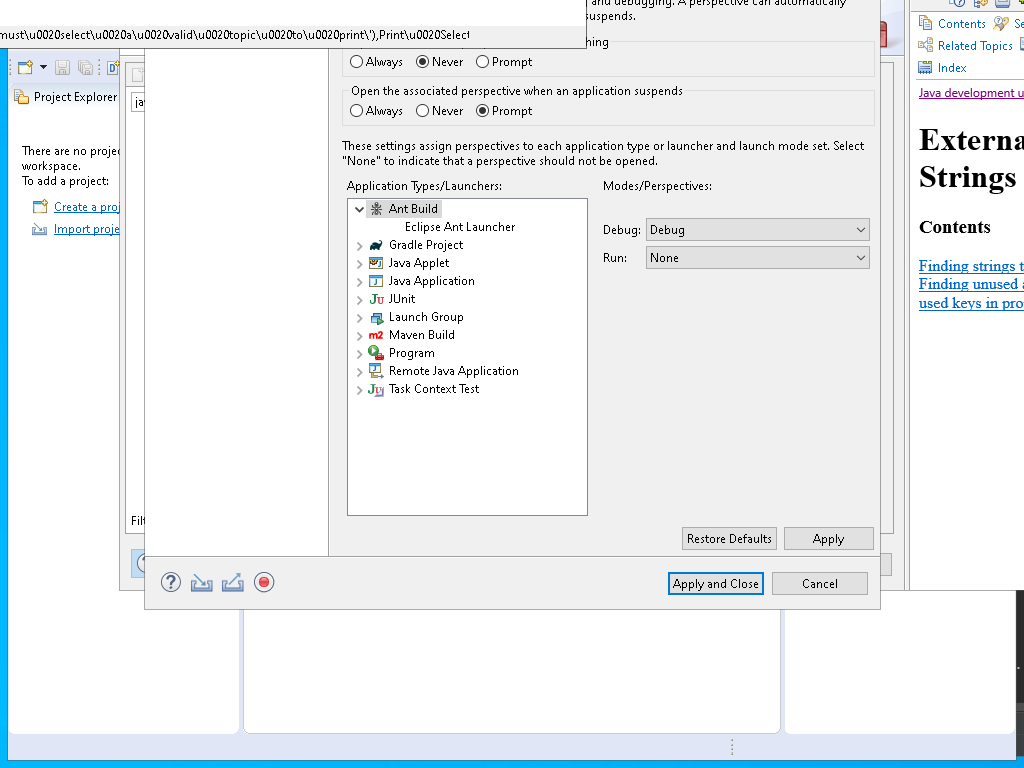 and debugging. A perspective can automatically
suspends.
must\u0020select\u0020a\u0020valid\u0020topic\u0020to\u0020print\'),Print\u0020Select
Always
Never
Prompt
Open the associated perspective when an application suspends
Always
Never
Prompt
These settings assign perspectives to each application type or launcher and launch mode set. Select
"None" to indicate that a perspective should not be opened.
Application Types/Launchers:
Modes/Perspectives:
Ant Build
Eclipse Ant Launcher
Gradle Project
Java Applet
Java Application
JUnit
Launch Group
Maven Build
Program
Remote Java Application
Task Context Test
Debug:
Debug
Run:
None
Restore Defaults
Apply
Apply and Close
Cancel
Project Explorer
There are no proje
workspace.
To add a project:
Create a proj
Import proje
Filt
Contents
Se
Related Topics
Index
Java development u
Externa
Strings
Contents
Finding strings t
Finding unused a
used keys in pro